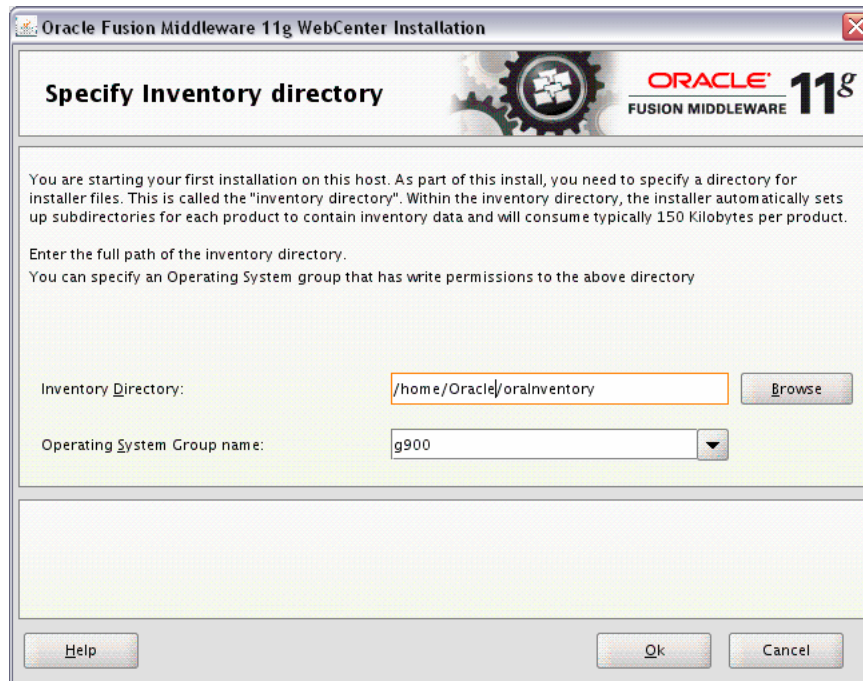 Oracle Fusion Middleware 11g WebCenter Installation
Specify Inventory directory
ORACLE
FUSION MIDDLEWARE
11g
You are starting your first installation on this host. As part of this install, you need to specify a directory for
installer files. This is called the "inventory directory". Within the inventory directory, the installer automatically sets
up subdirectories for each product to contain inventory data and will consume typically 150 Kilobytes per product.
Enter the full path of the inventory directory.
You can specify an Operating System group that has write permissions to the above directory
Inventory Directory:
/home/Oracle/oraInventory
Browse
Operating System Group name:
g900
Help
Ok
Cancel